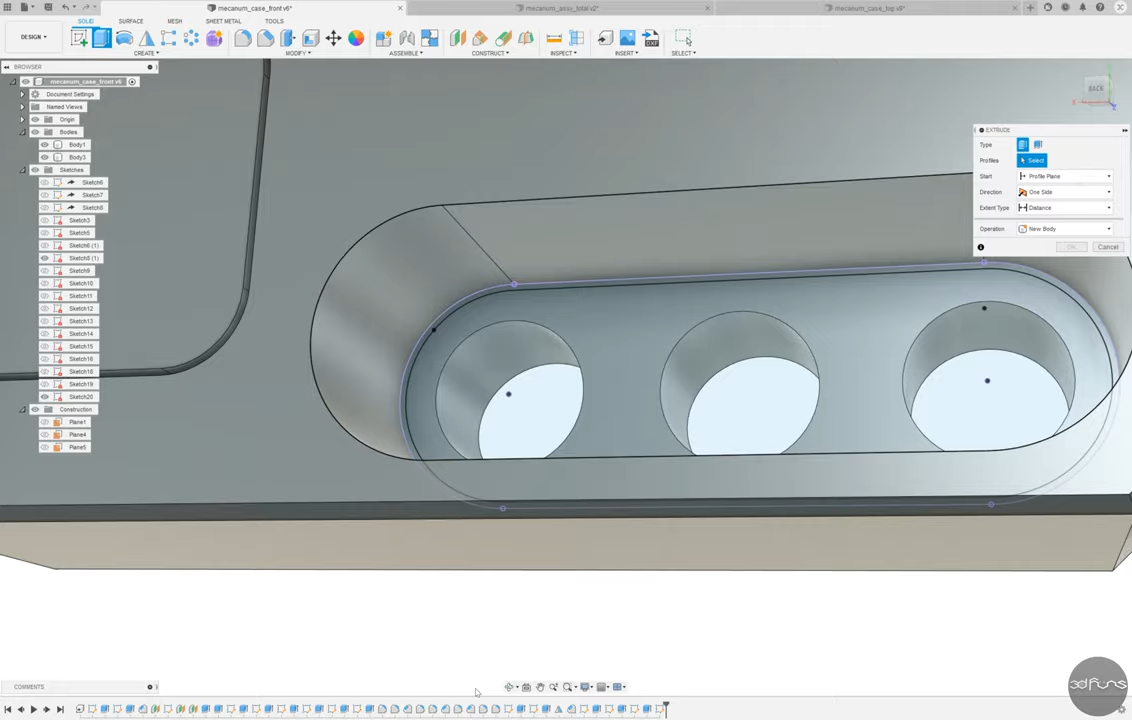 mecanum_case_front v6*
mecanum_assy_total v2*
mecanum_case_top v9*
DESIGN
SOLID
SURFACE
MESH
SHEET METAL
TOOLS
CREATE
MODIFY
ASSEMBLE
CONSTRUCT
INSPECT
INSERT
SELECT
BROWSER
mecanum_case_front v6
Document Settings
Named Views
Origin
Bodies
Body1
Body3
Sketches
Sketch6
Sketch7
Sketch8
Sketch3
Sketch5
Sketch6 (1)
Sketch8 (1)
Sketch9
Sketch10
Sketch11
Sketch12
Sketch13
Sketch14
Sketch15
Sketch16
Sketch18
Sketch19
Sketch20
Construction
Plane1
Plane4
Plane5
BACK
EXTRUDE
Type
Profiles
Select
Start
Profile Plane
Direction
One Side
Extent Type
Distance
Operation
New Body
OK
Cancel
COMMENTS
3dFuns